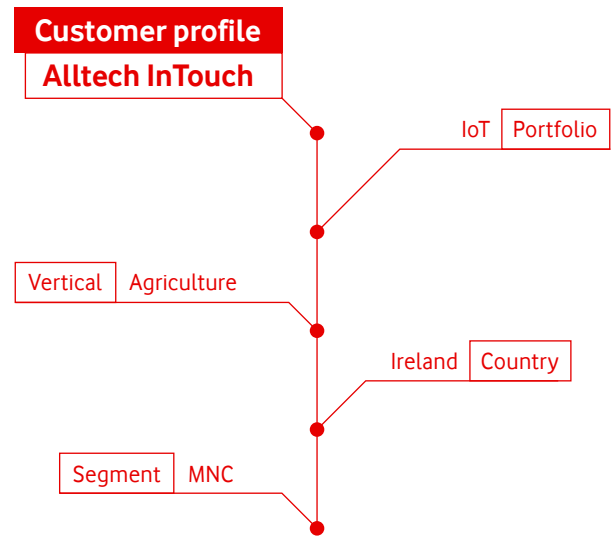 Customer profile
Alltech InTouch
IoT Portfolio
Vertical Agriculture
Ireland Country
Segment MNC